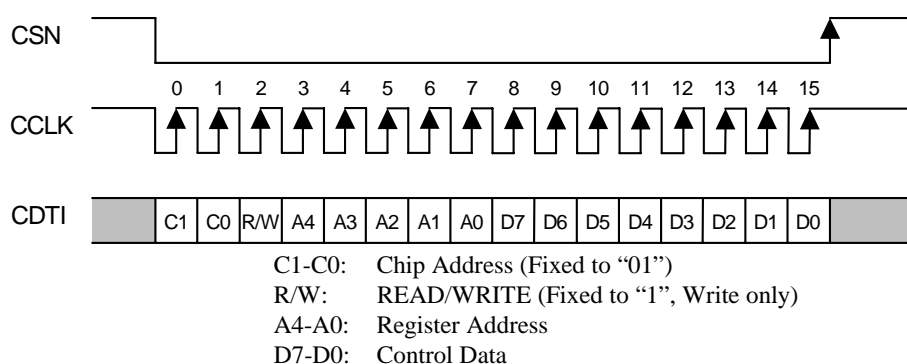 CSN
0 1 2 3 4 5 6 7 8 9 10 11 12 13 14 15
CCLK
CDTI C1 C0 R/W A4 A3 A2 A1 A0 D7 D6 D5 D4 D3 D2 D1 D0
C1-C0: Chip Address (Fixed to “01”)
R/W: READ/WRITE (Fixed to “1”, Write only)
A4-A0: Register Address
D7-D0: Control Data